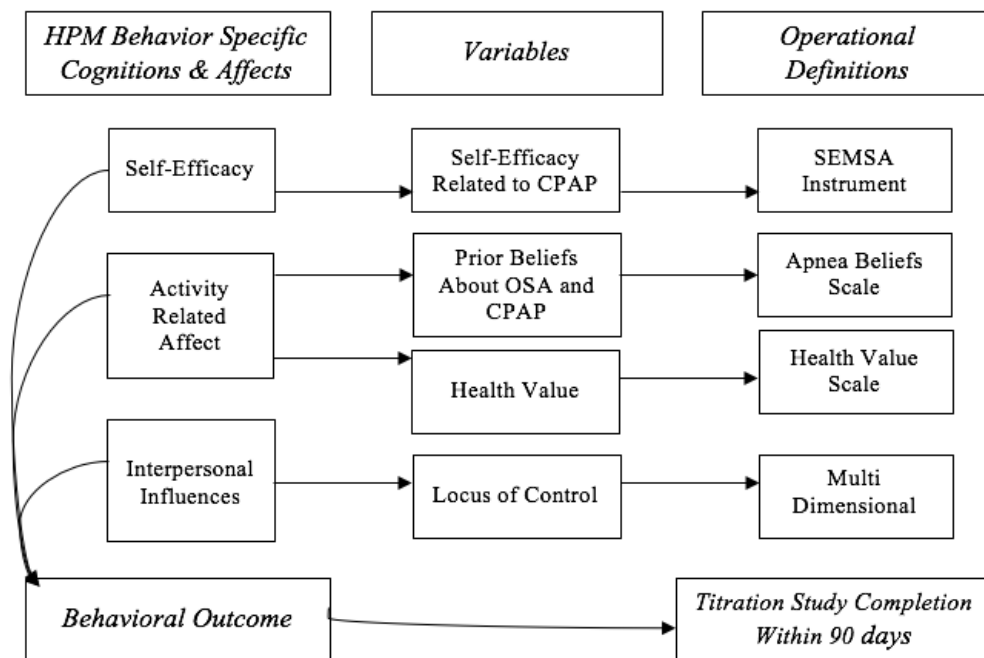 HPM Behavior Specific
Cognitions & Affects
Variables
Operational
Definitions
Self-Efficacy
Self-Efficacy
Related to CPAP
SEMSA
Instrument
Activity
Related
Affect
Prior Beliefs
About OSA and
CPAP
Apnea Beliefs
Scale
Health Value
Health Value
Scale
Interpersonal
Influences
Locus of Control
Multi
Dimensional
Behavioral Outcome
Titration Study Completion
Within 90 days